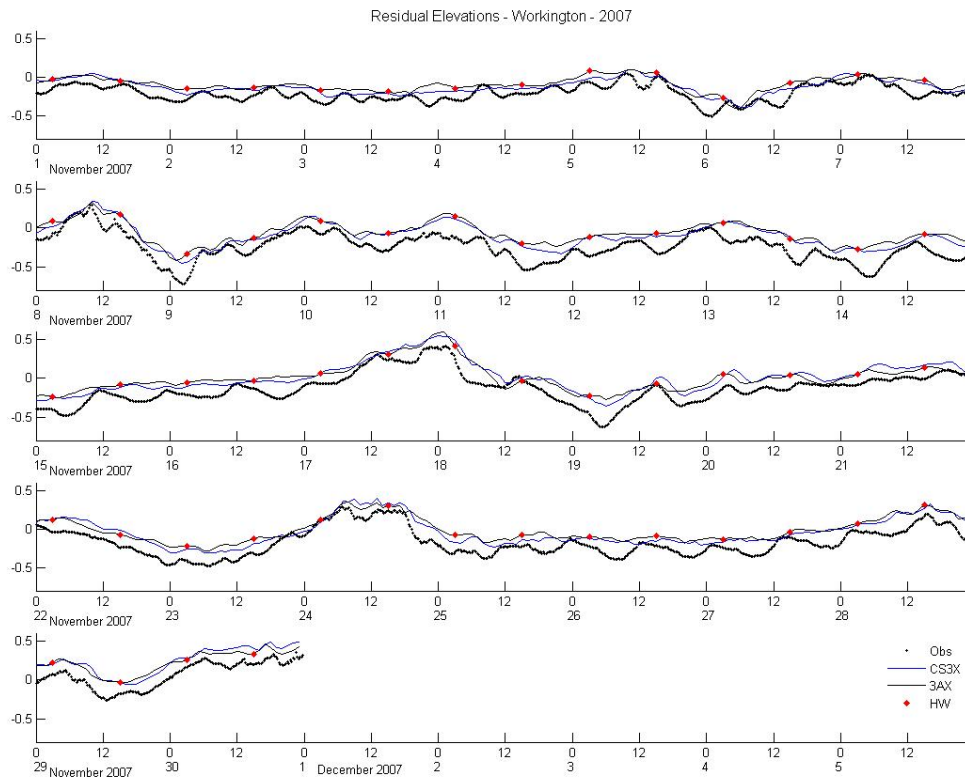 Residual Elevations - Workington - 2007
0.5
0
-0.5
0 12 0 12 0 12 0 12 0 12 0 12 0 12
1 November 2007 2 3 4 5 6 7
0.5
0
-0.5
0 12 0 12 0 12 0 12 0 12 0 12 0 12
8 November 2007 9 10 11 12 13 14
0.5
0
-0.5
0 12 0 12 0 12 0 12 0 12 0 12 0 12
15 November 2007 16 17 18 19 20 21
0.5
0
-0.5
0 12 0 12 0 12 0 12 0 12 0 12 0 12
22 November 2007 23 24 25 26 27 28
0.5
0
-0.5
Obs
CS3X
3AX
HW
0 12 0 12 0 12 0 12 0 12 0 12 0 12
29 November 2007 30 1 December 2007 2 3 4 5